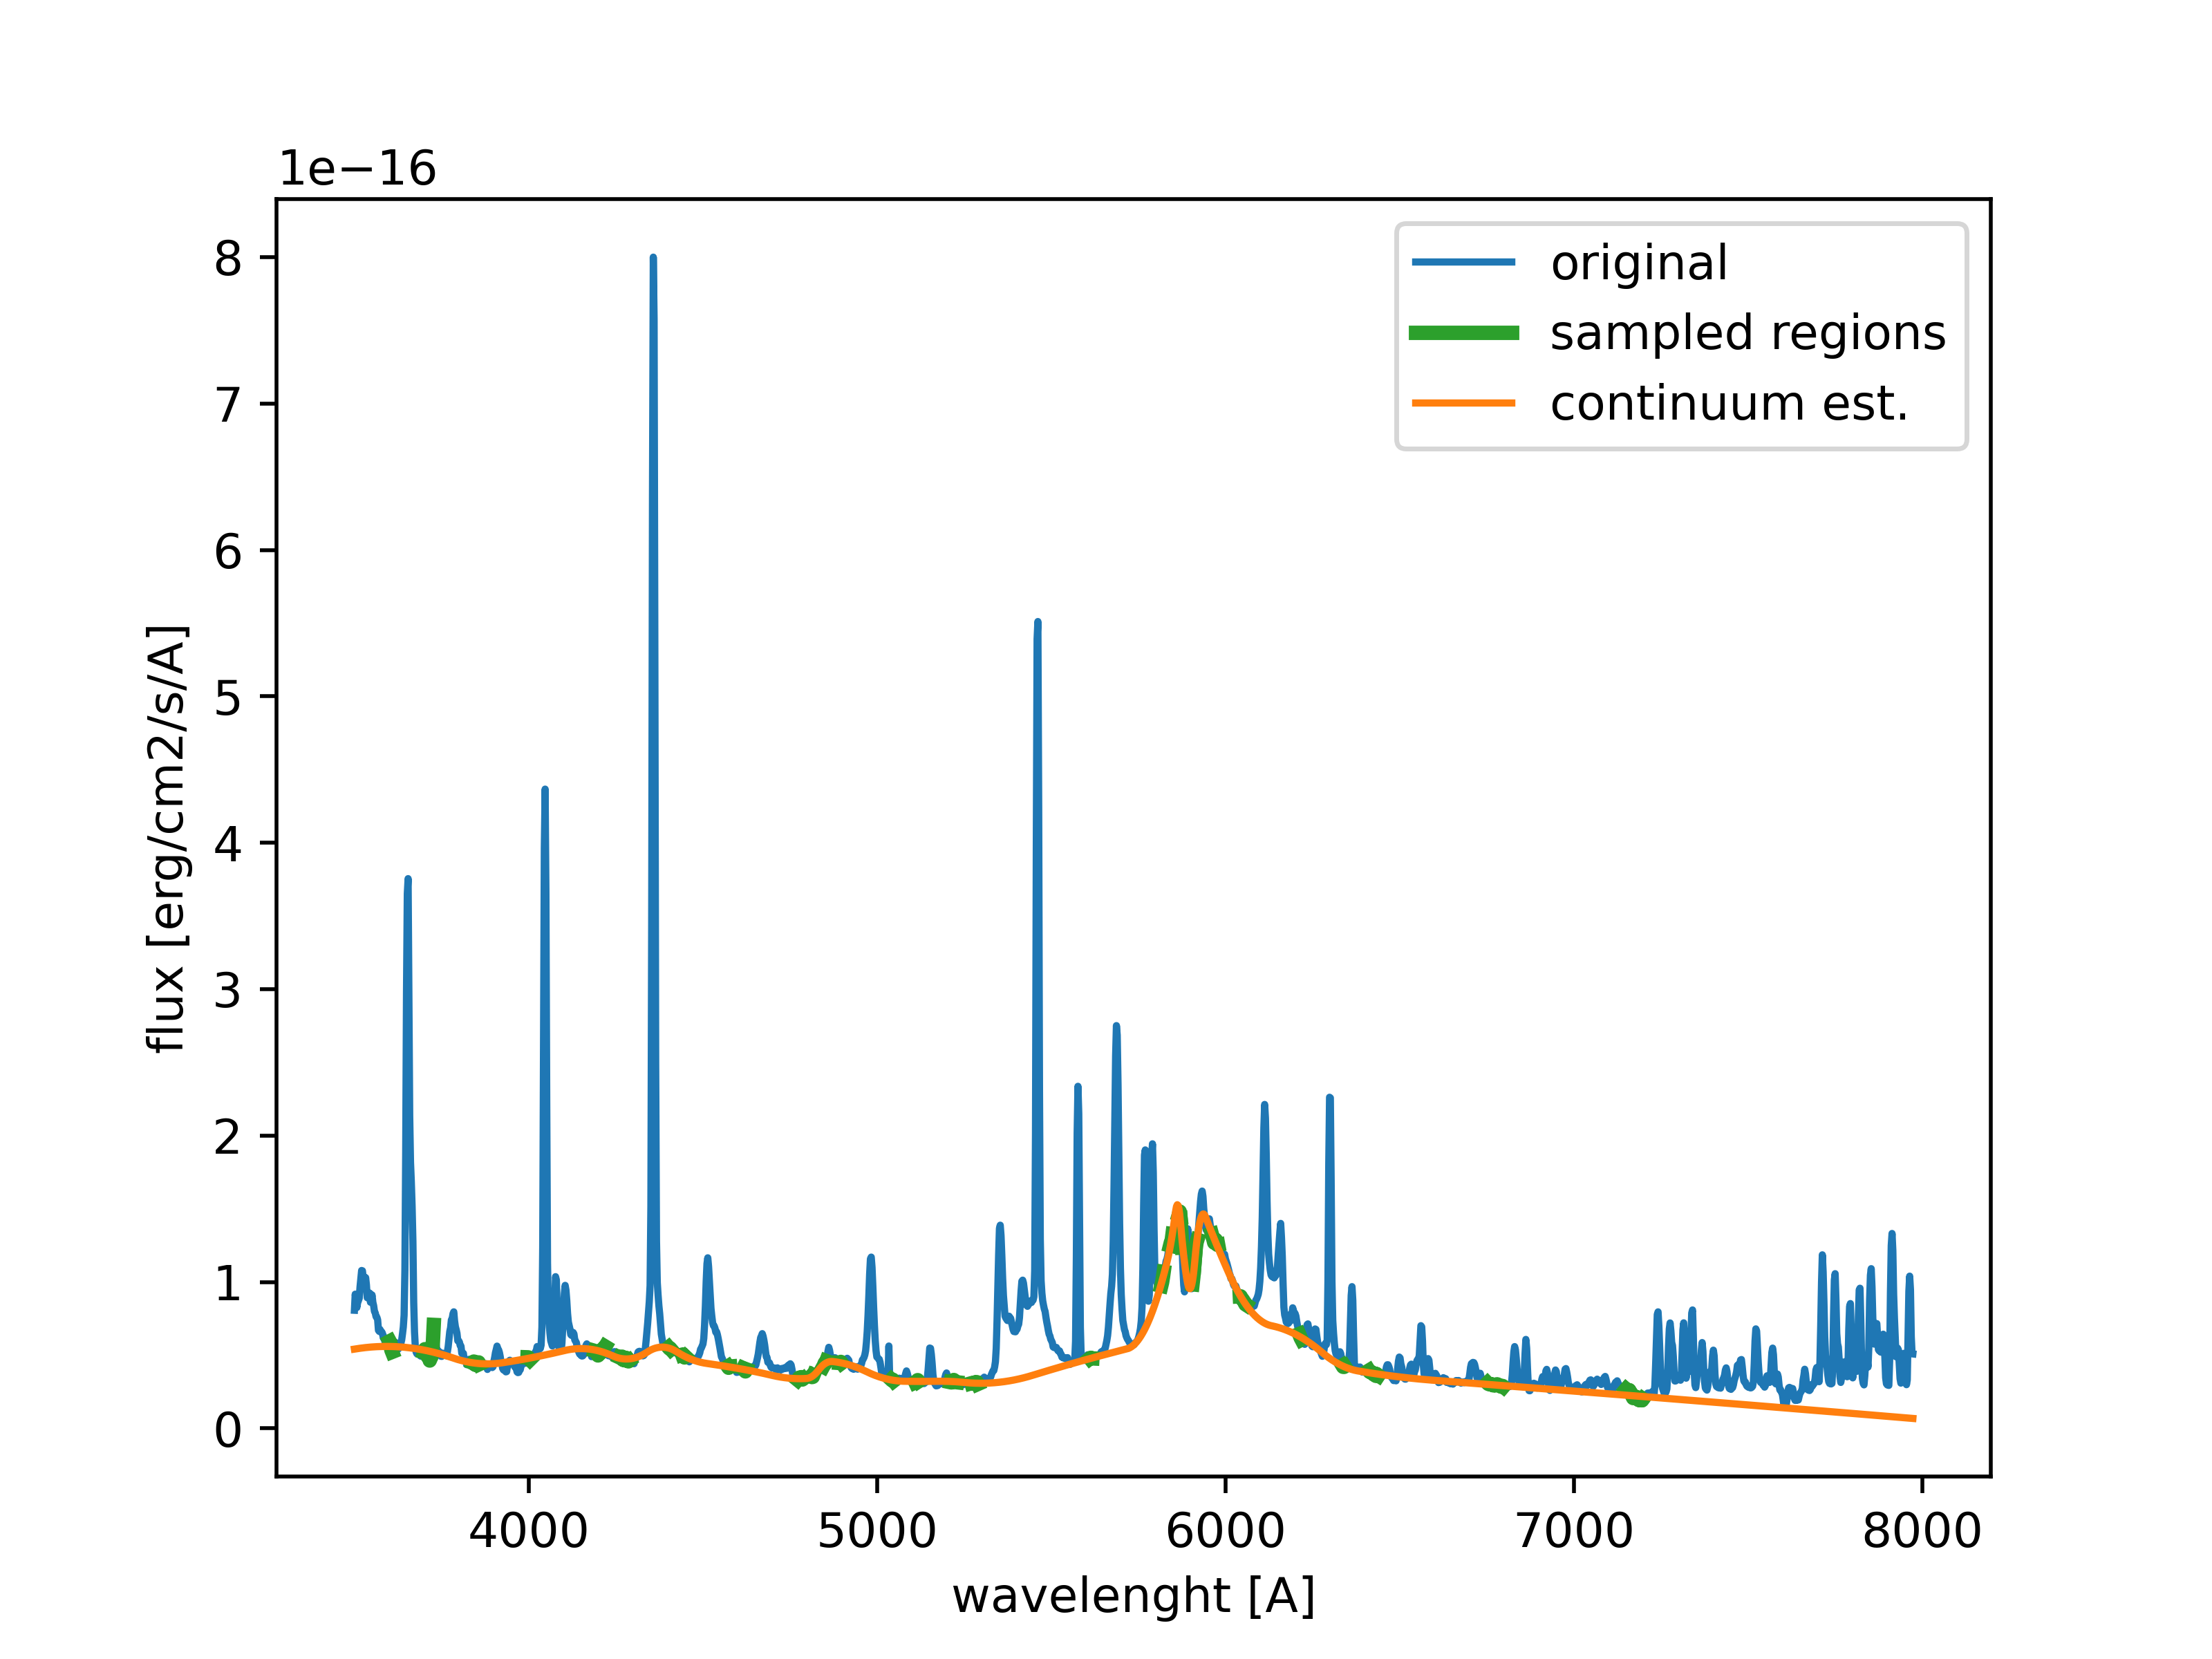 1e−16
8
7
6
5
4
3
2
1
0
flux [erg/cm2/s/A]
original
sampled regions
continuum est.
4000 5000 6000 7000 8000
wavelenght [A]